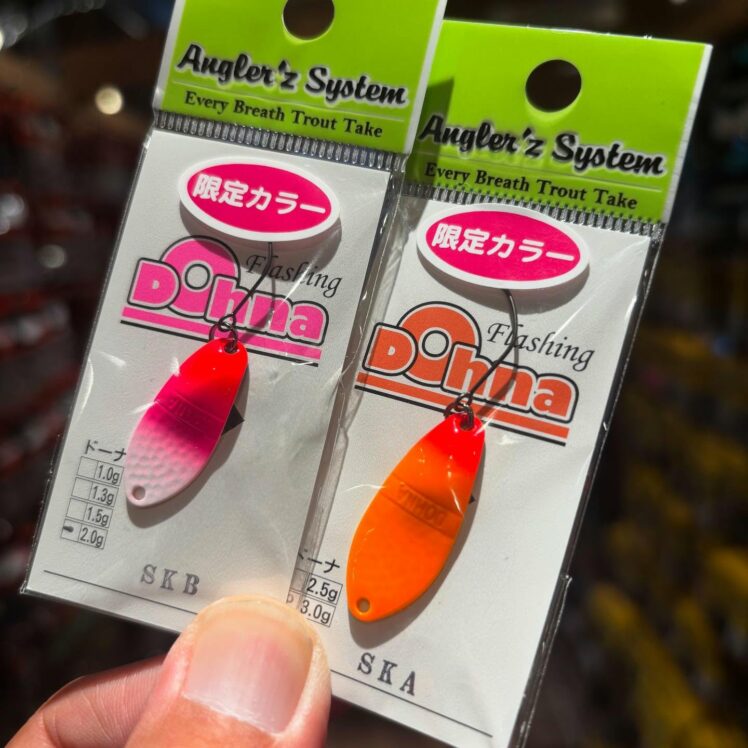 Angler'z System
Every Breath Trout Take
限定カラー
Flashing
Dohna
ドーナ
1.0g
1.3g
1.5g
2.0g
SKB
Angler'z System
Every Breath Trout Take
限定カラー
Flashing
Dohna
DOHNA
ドーナ
2.5g
3.0g
SKA